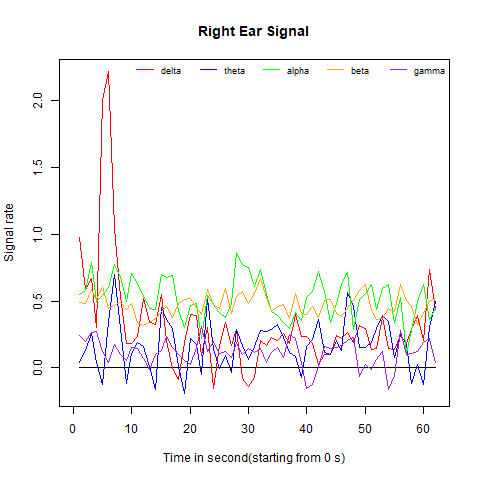 Right Ear Signal
delta theta alpha beta gamma
Signal rate
0.0 0.5 1.0 1.5 2.0
0 10 20 30 40 50 60
Time in second(starting from 0 s)